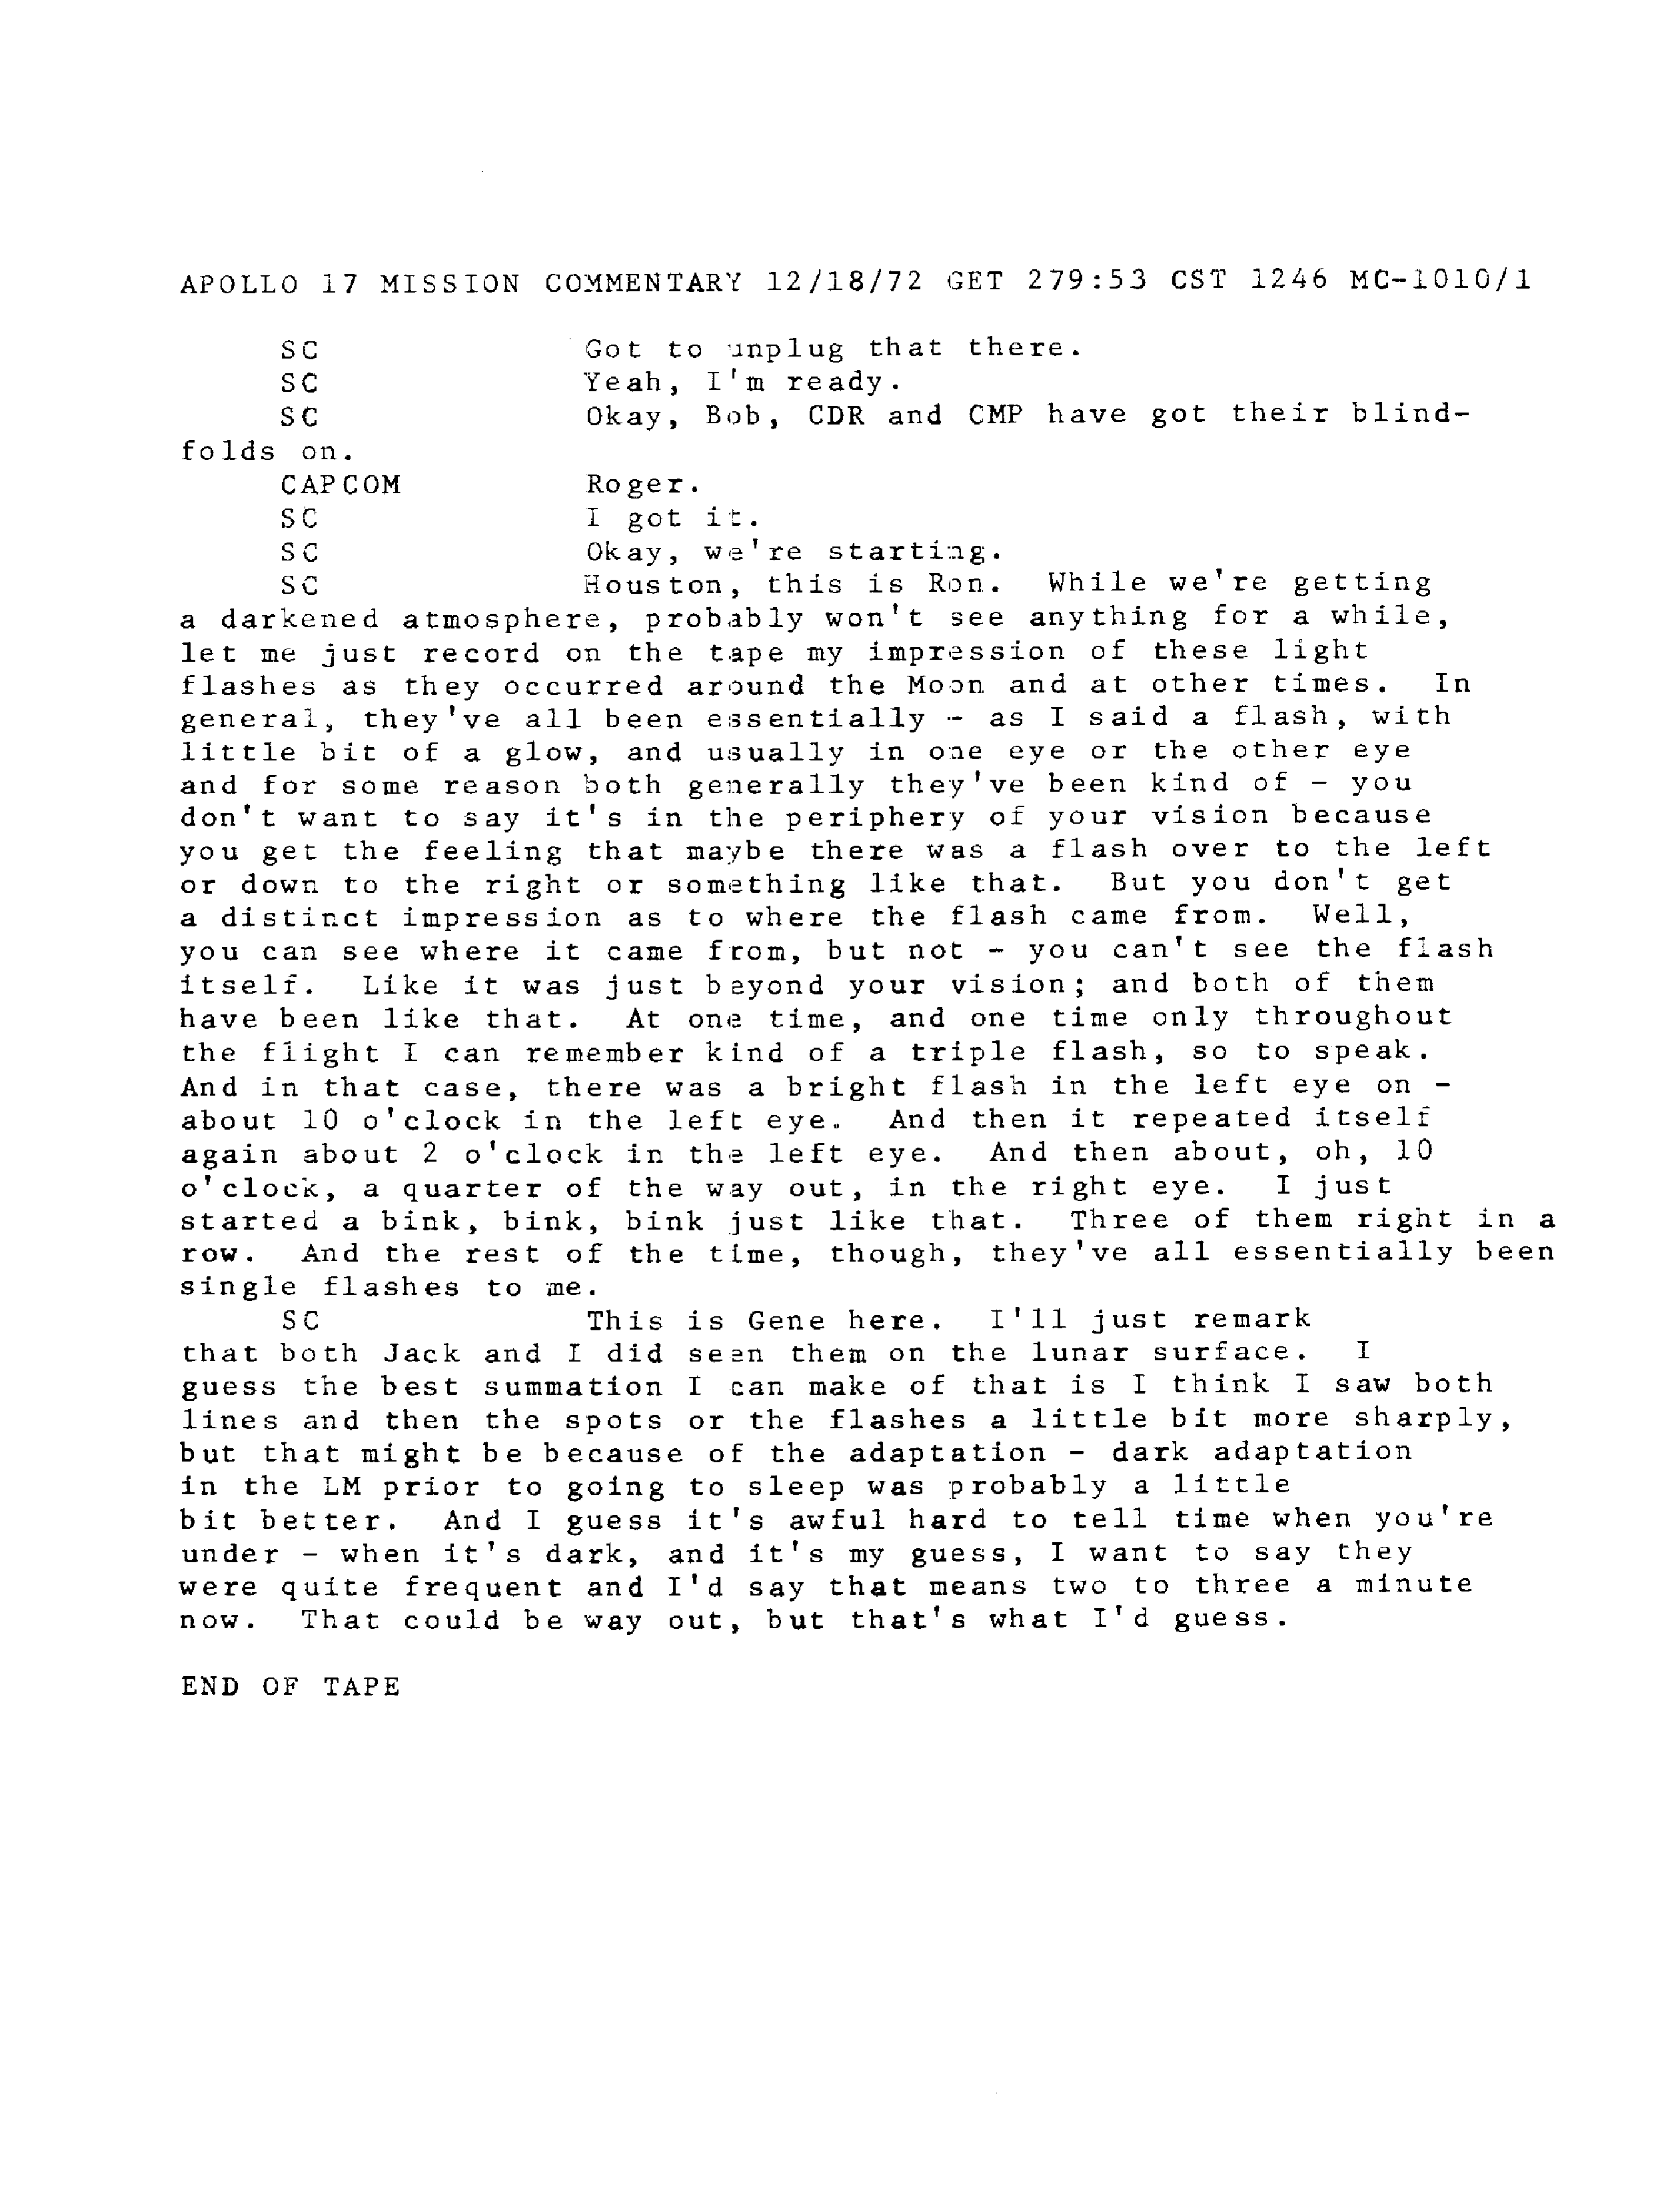 APOLLO 17 MISSION COMMENTARY 12/18/72 GET 279:53 CST 1246 MC-1010/1
SC Got to unplug that there.
SC Yeah, I'm ready.
SC Okay, Bob, CDR and CMP have got their blind-
folds on.
CAPCOM Roger.
SC I got it.
SC Okay, we're starting.
SC Houston, this is Ron. While we're getting
a darkened atmosphere, probably won't see anything for a while,
let me just record on the tape my impression of these light
flashes as they occurred around the Moon and at other times. In
general, they've all been essentially - as I said a flash, with
little bit of a glow, and usually in one eye or the other eye
and for some reason both generally they've been kind of - you
don't want to say it's in the periphery of your vision because
you get the feeling that maybe there was a flash over to the left
or down to the right or something like that. But you don't get
a distinct impression as to where the flash came from. Well,
you can see where it came from, but not - you can't see the flash
itself. Like it was just beyond your vision; and both of them
have been like that. At one time, and one time only throughout
the flight I can remember kind of a triple flash, so to speak.
And in that case, there was a bright flash in the left eye on -
about 10 o'clock in the left eye. And then it repeated itself
again about 2 o'clock in the left eye. And then about, oh, 10
o'clock, a quarter of the way out, in the right eye. I just
started a bink, bink, bink just like that. Three of them right in a
row. And the rest of the time, though, they've all essentially been
single flashes to me.
SC This is Gene here. I'll just remark
that both Jack and I did seen them on the lunar surface. I
guess the best summation I can make of that is I think I saw both
lines and then the spots or the flashes a little bit more sharply,
but that might be because of the adaptation - dark adaptation
in the LM prior to going to sleep was probably a little
bit better. And I guess it's awful hard to tell time when you're
under - when it's dark, and it's my guess, I want to say they
were quite frequent and I'd say that means two to three a minute
now. That could be way out, but that's what I'd guess.
END OF TAPE